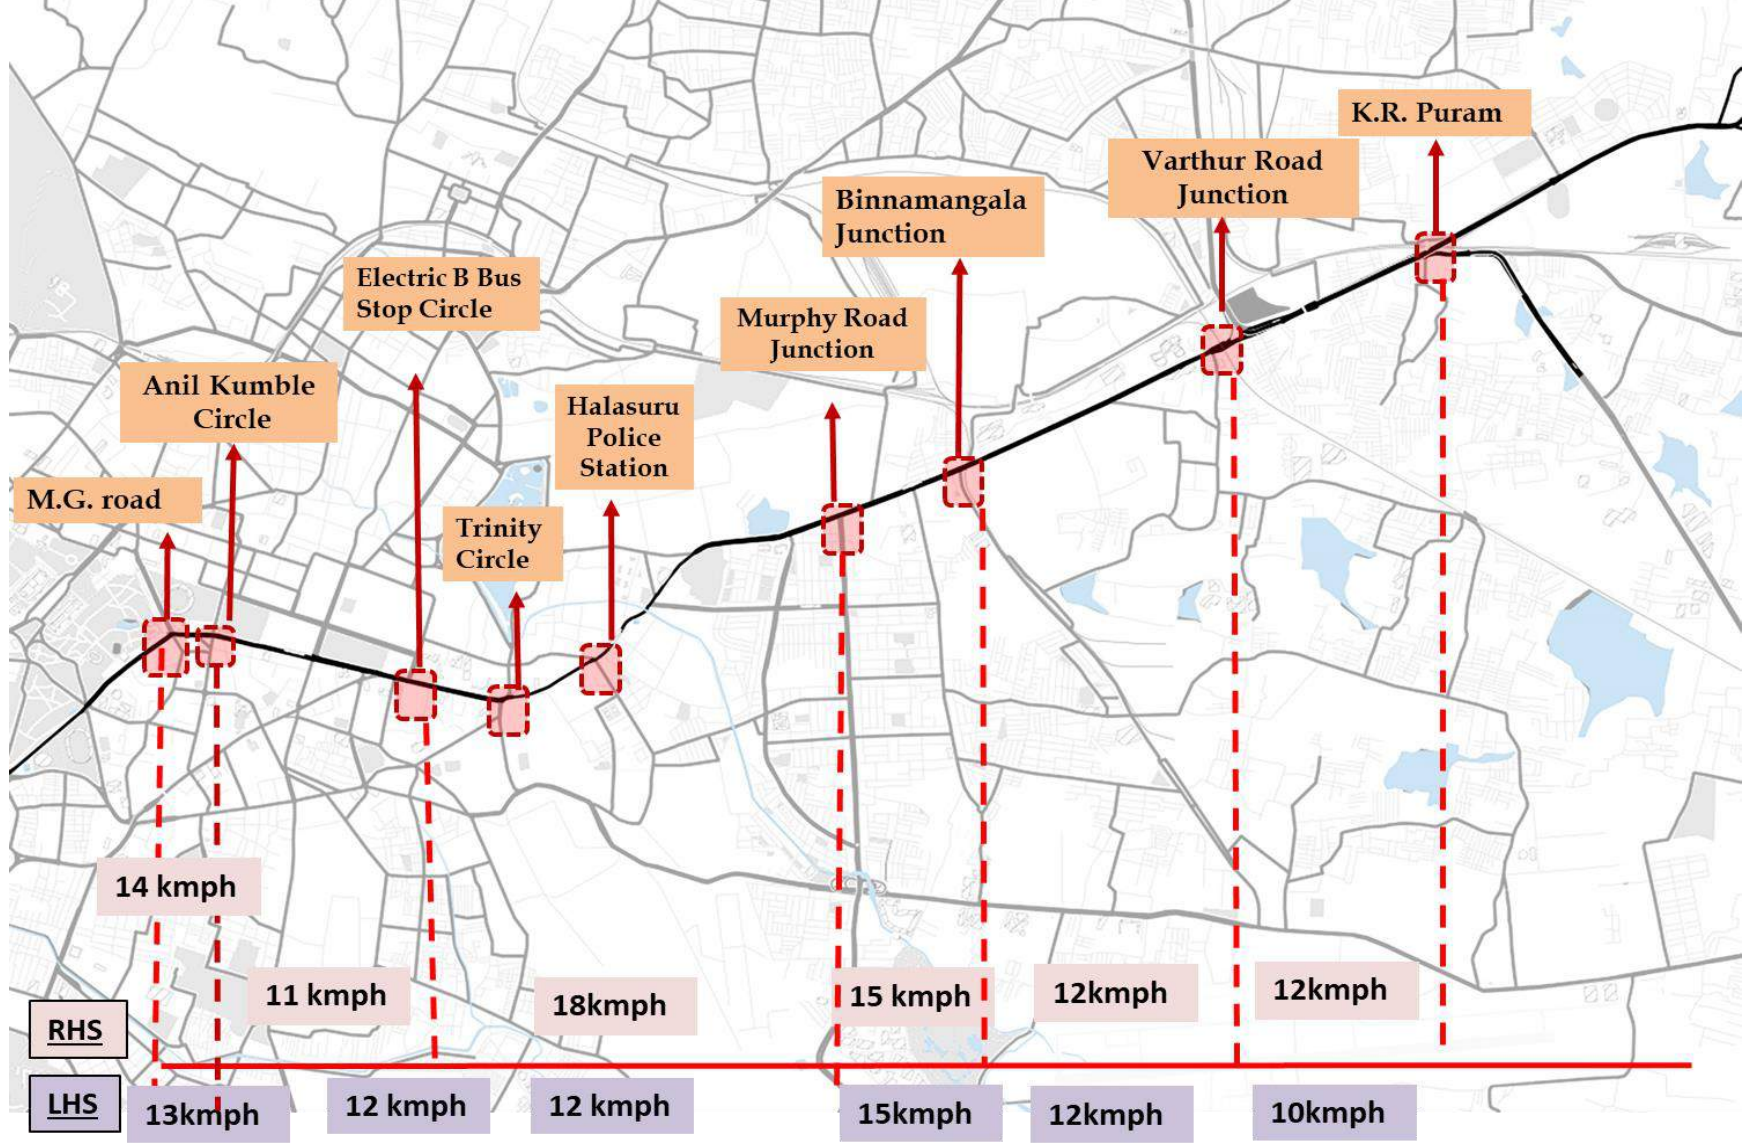 K.R. Puram
Varthur Road
Junction
Binnamangala
Junction
Electric B Bus
Stop Circle
Murphy Road
Junction
Anil Kumble
Circle
Halasuru
Police
Station
M.G. road
Trinity
Circle
14 kmph
11 kmph
18kmph
15 kmph
12kmph
12kmph
RHS
LHS
13kmph
12 kmph
12 kmph
15kmph
12kmph
10kmph